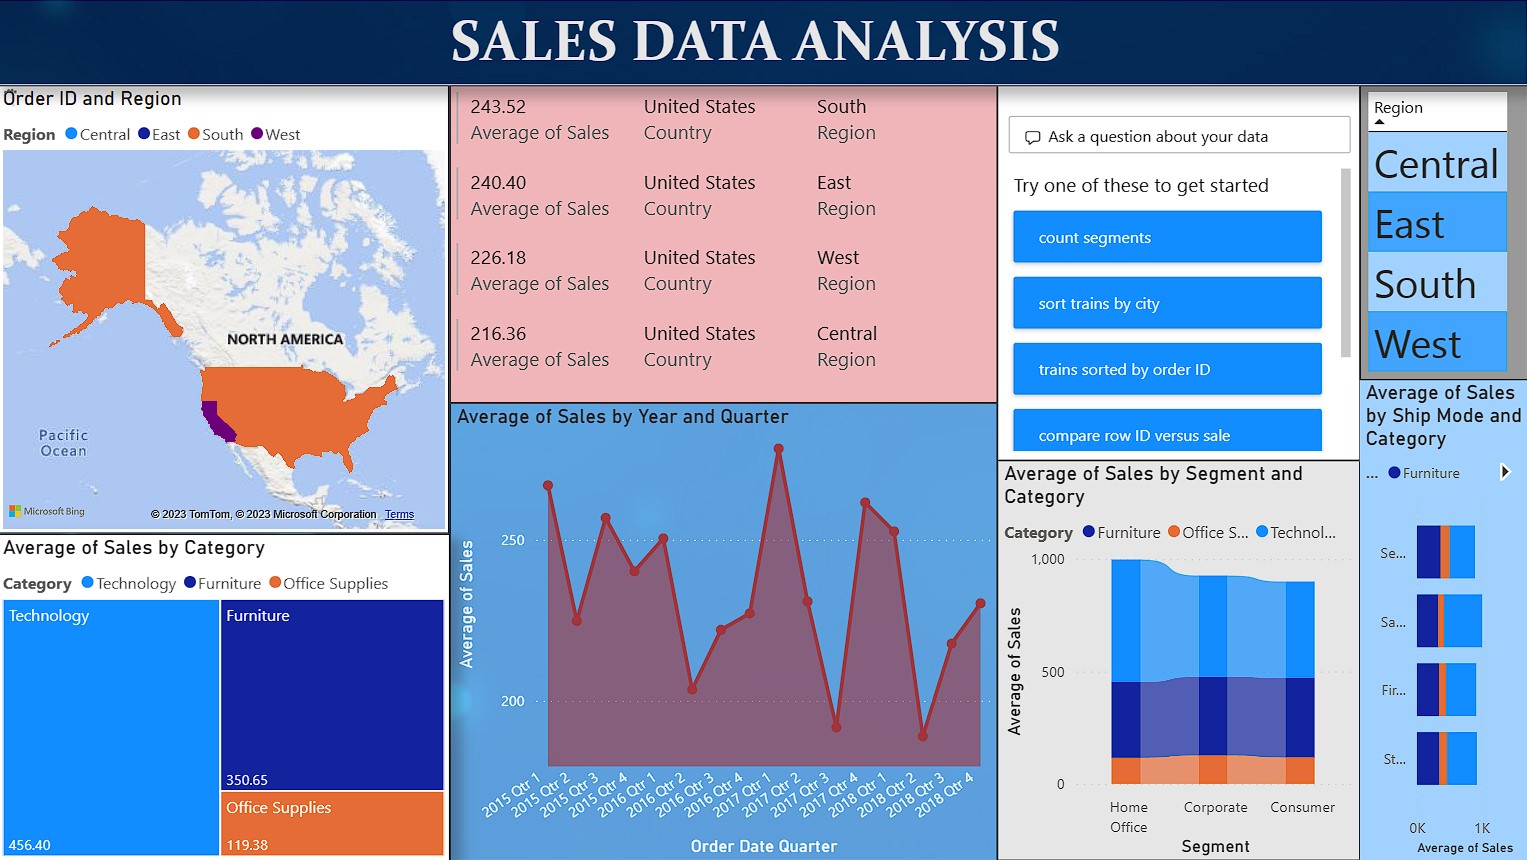 SALES DATA ANALYSIS
Order ID and Region
Region Central East South West
NORTH AMERICA
Pacific
Ocean
Microsoft Bing
© 2023 TomTom, © 2023 Microsoft Corporation Terms
Average of Sales by Category
Category Technology Furniture Office Supplies
Technology
456.40
Furniture
350.65
Office Supplies
119.38
243.52 United States South
Average of Sales Country Region
240.40 United States East
Average of Sales Country Region
226.18 United States West
Average of Sales Country Region
216.36 United States Central
Average of Sales Country Region
Average of Sales by Year and Quarter
Average of Sales
250
200
2015 Qtr 1
2015 Qtr 2
2015 Qtr 3
2015 Qtr 4
2016 Qtr 1
2016 Qtr 2
2016 Qtr 3
2016 Qtr 4
2017 Qtr 1
2017 Qtr 2
2017 Qtr 3
2017 Qtr 4
2018 Qtr 1
2018 Qtr 2
2018 Qtr 3
2018 Qtr 4
Order Date Quarter
Ask a question about your data
Try one of these to get started
count segments
sort trains by city
trains sorted by order ID
compare row ID versus sale
Average of Sales by Segment and
Category
Category Furniture Office S... Technol...
Average of Sales
1,000
500
0
Home
Office
Corporate
Consumer
Segment
Region
Central
East
South
West
Average of Sales
by Ship Mode and
Category
... Furniture
Se...
Sa...
Fir...
St...
0K 1K
Average of Sales